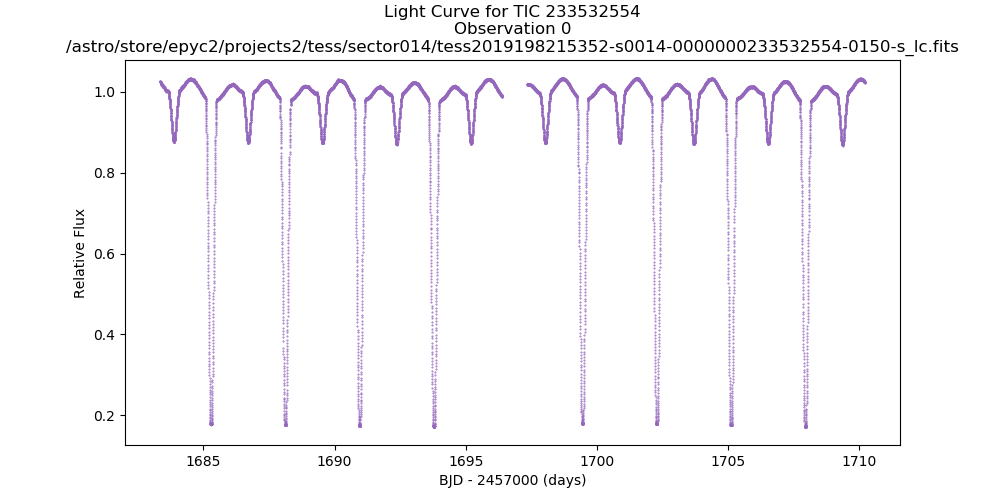 Light Curve for TIC 233532554
Observation 0
/astro/store/epyc2/projects2/tess/sector014/tess2019198215352-s0014-0000000233532554-0150-s_lc.fits
1.0
0.8
0.6
0.4
0.2
Relative Flux
1685
1690
1695
1700
1705
1710
BJD - 2457000 (days)